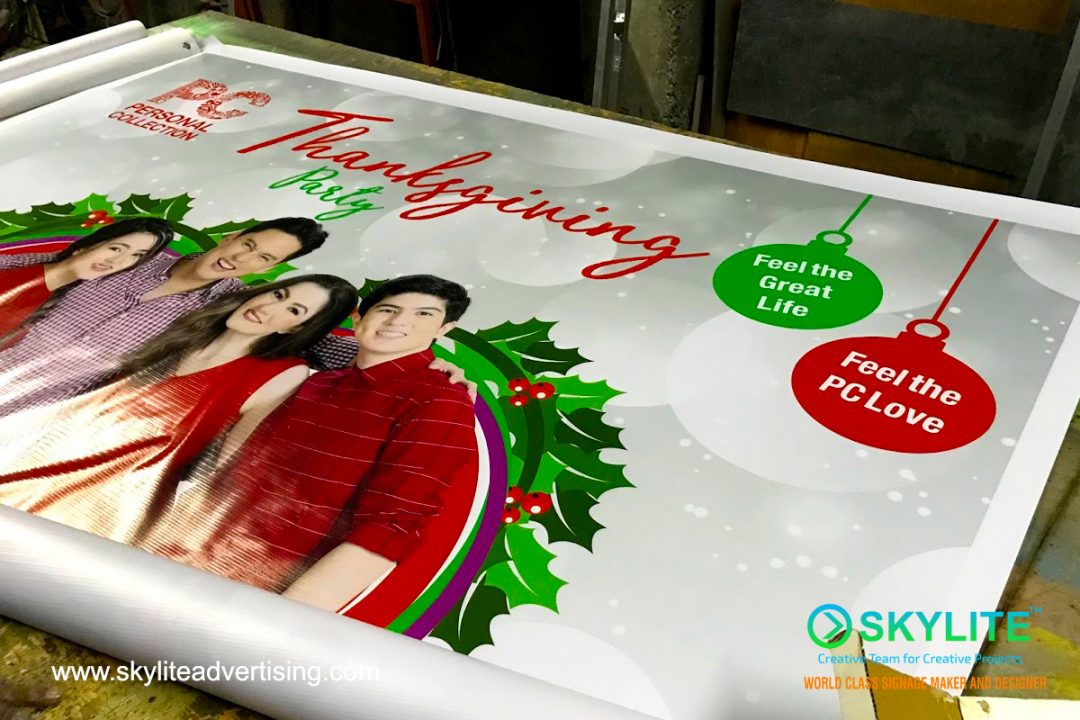 PC
PERSONAL
COLLECTION
Thanksgiving
Party
Feel the
Great
Life
Feel the
PC Love
SKYLITE™
Creative Team for Creative Projects
WORLD CLASS SIGNAGE MAKER AND DESIGNER
www.skyliteadvertising.com